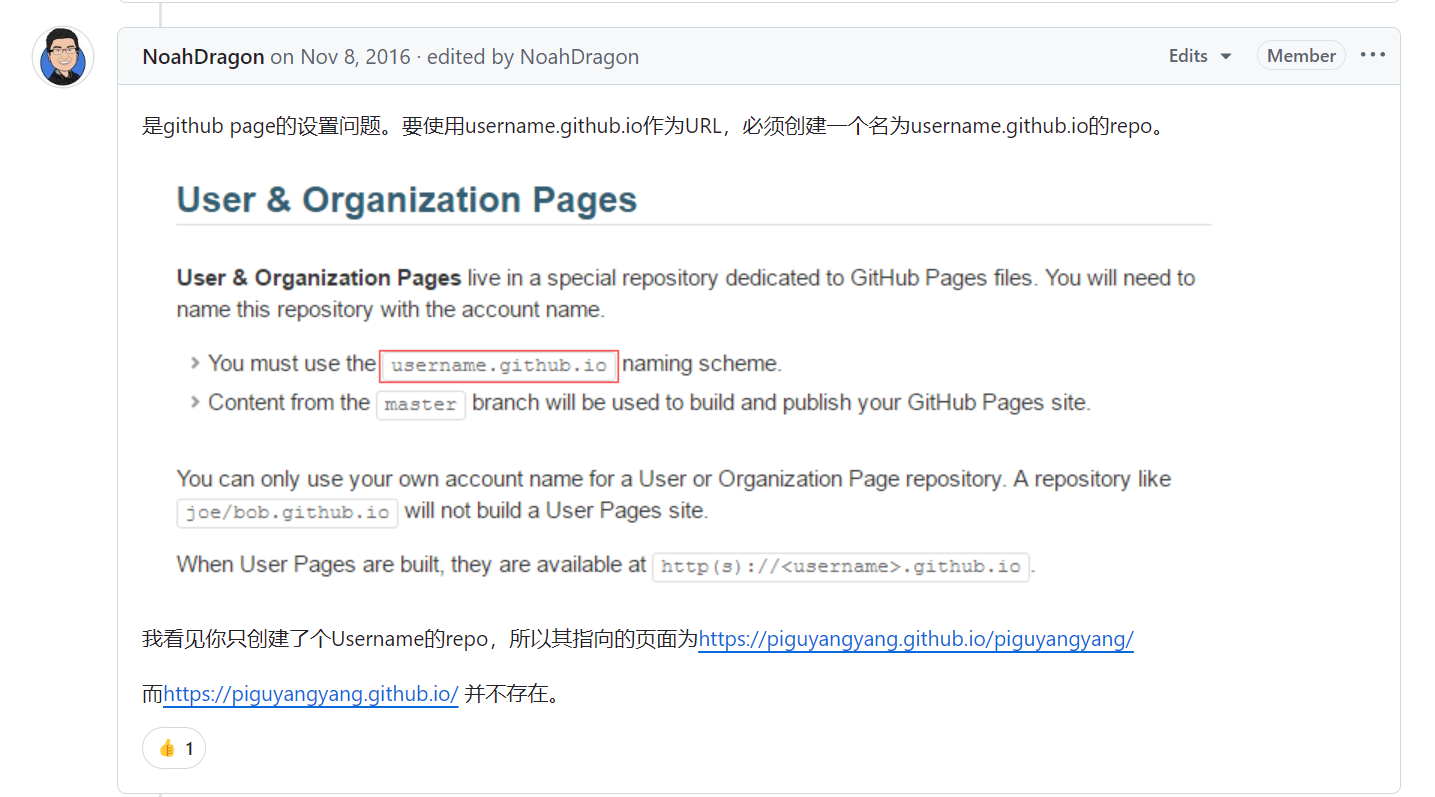 NoahDragon on Nov 8, 2016 · edited by NoahDragon Edits Member
是github page的设置问题。要使用username.github.io作为URL，必须创建一个名为username.github.io的repo。
User & Organization Pages
User & Organization Pages live in a special repository dedicated to GitHub Pages files. You will need to
name this repository with the account name.
You must use the username.github.io naming scheme.
Content from the master branch will be used to build and publish your GitHub Pages site.
You can only use your own account name for a User or Organization Page repository. A repository like
joe/bob.github.io will not build a User Pages site.
When User Pages are built, they are available at http(s)://<username>.github.io.
我看见你只创建了个Username的repo，所以其指向的页面为https://piguyangyang.github.io/piguyangyang/
而https://piguyangyang.github.io/ 并不存在。
👍 1